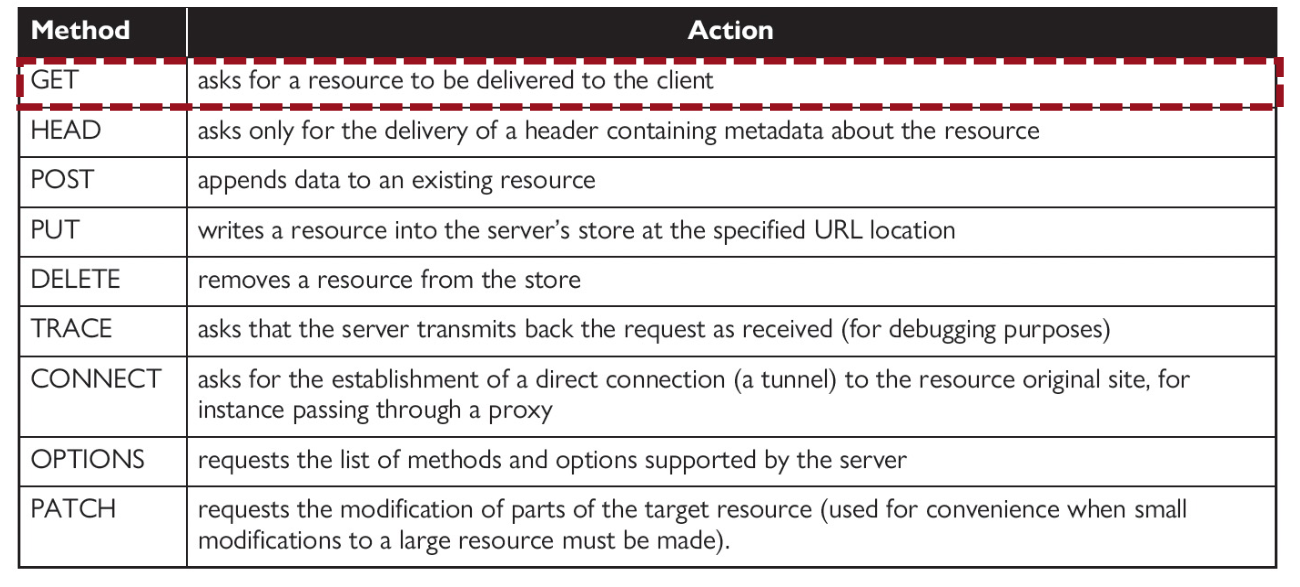 Method Action
GET asks for a resource to be delivered to the client
HEAD asks only for the delivery of a header containing metadata about the resource
POST appends data to an existing resource
PUT writes a resource into the server’s store at the specified URL location
DELETE removes a resource from the store
TRACE asks that the server transmits back the request as received (for debugging purposes)
CONNECT asks for the establishment of a direct connection (a tunnel) to the resource original site, for
instance passing through a proxy
OPTIONS requests the list of methods and options supported by the server
PATCH requests the modification of parts of the target resource (used for convenience when small
modifications to a large resource must be made).